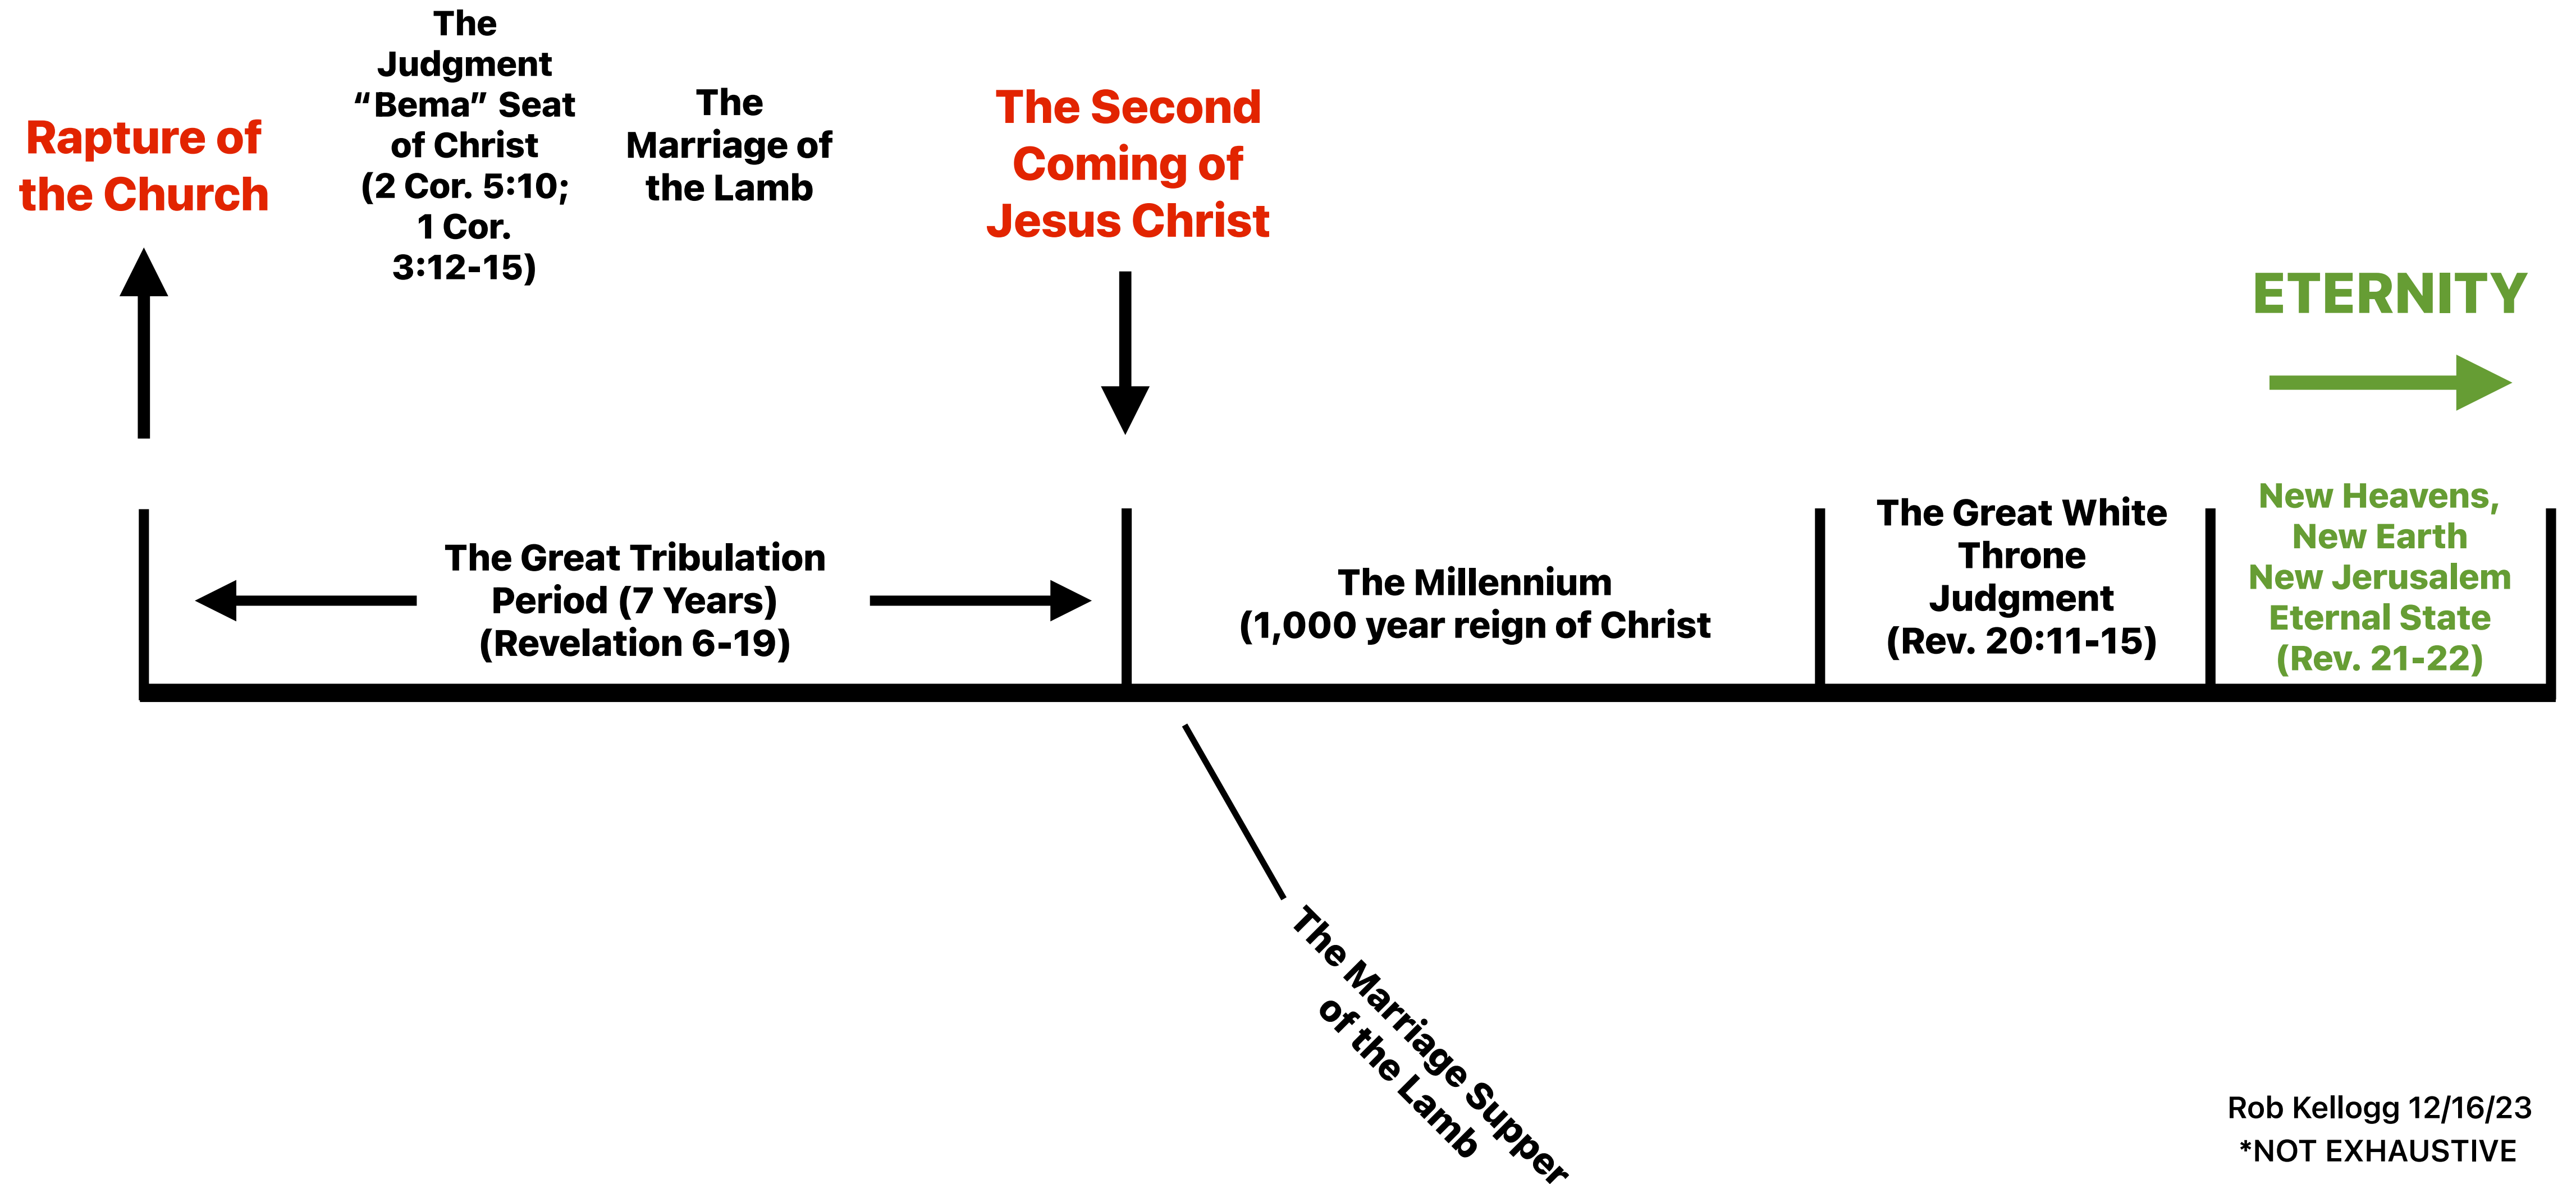 Rapture of
the Church
The
Judgment
“Bema” Seat
of Christ
(2 Cor. 5:10;
1 Cor.
3:12-15)
The
Marriage of
the Lamb
The Second
Coming of
Jesus Christ
ETERNITY
The Great Tribulation
Period (7 Years)
(Revelation 6-19)
The Millennium
(1,000 year reign of Christ
The Great White
Throne
Judgment
(Rev. 20:11-15)
New Heavens,
New Earth
New Jerusalem
Eternal State
(Rev. 21-22)
The Marriage Supper
of the Lamb
Rob Kellogg 12/16/23
*NOT EXHAUSTIVE